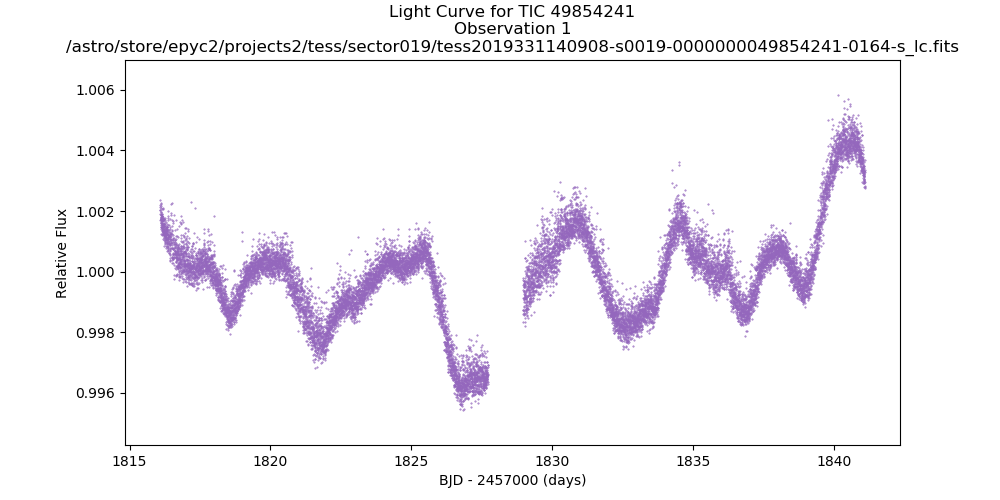 Light Curve for TIC 49854241
Observation 1
/astro/store/epyc2/projects2/tess/sector019/tess2019331140908-s0019-0000000049854241-0164-s_lc.fits
1.006
1.004
1.002
1.000
0.998
0.996
Relative Flux
1815
1820
1825
1830
1835
1840
BJD - 2457000 (days)